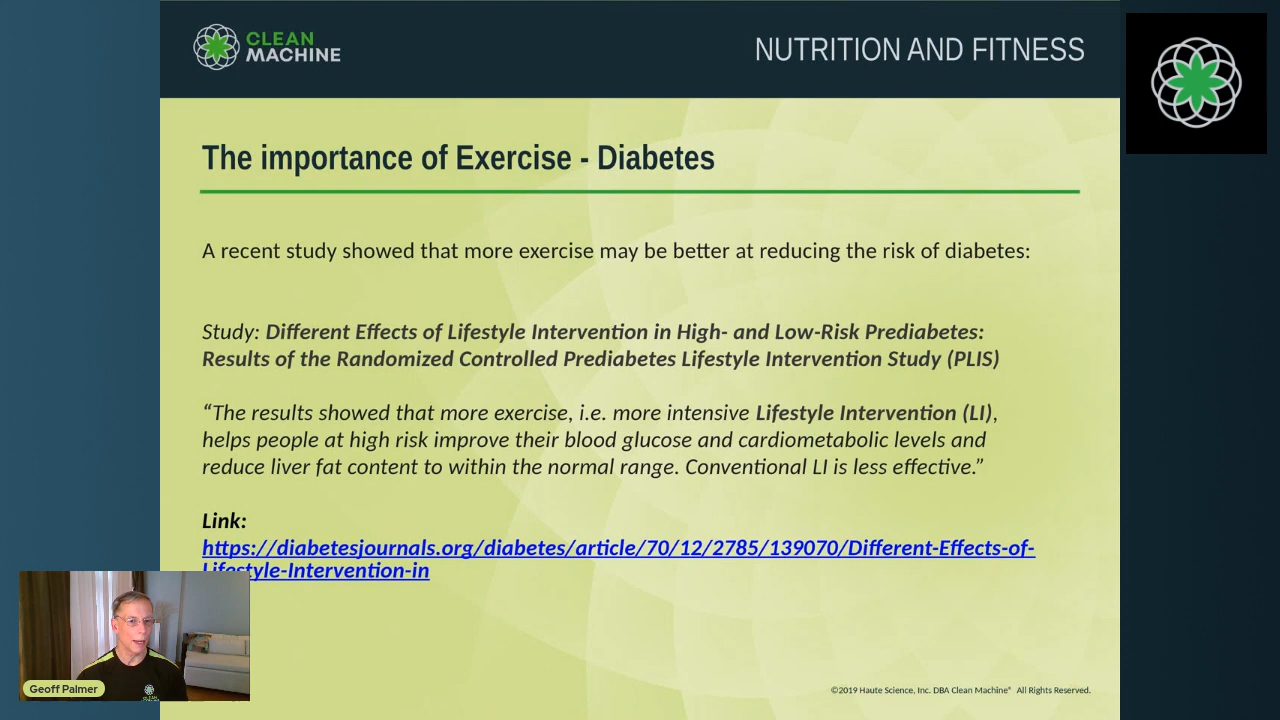 CLEAN
MACHINE
NUTRITION AND FITNESS
The importance of Exercise - Diabetes
A recent study showed that more exercise may be better at reducing the risk of diabetes:
Study: Different Effects of Lifestyle Intervention in High- and Low-Risk Prediabetes:
Results of the Randomized Controlled Prediabetes Lifestyle Intervention Study (PLIS)
“The results showed that more exercise, i.e. more intensive Lifestyle Intervention (LI),
helps people at high risk improve their blood glucose and cardiometabolic levels and
reduce liver fat content to within the normal range. Conventional LI is less effective.”
Link:
https://diabetesjournals.org/diabetes/article/70/12/2785/139070/Different-Effects-of-
Lifestyle-Intervention-in
Geoff Palmer
CLEAN
©2019 Haute Science, Inc. DBA Clean Machine® All Rights Reserved.